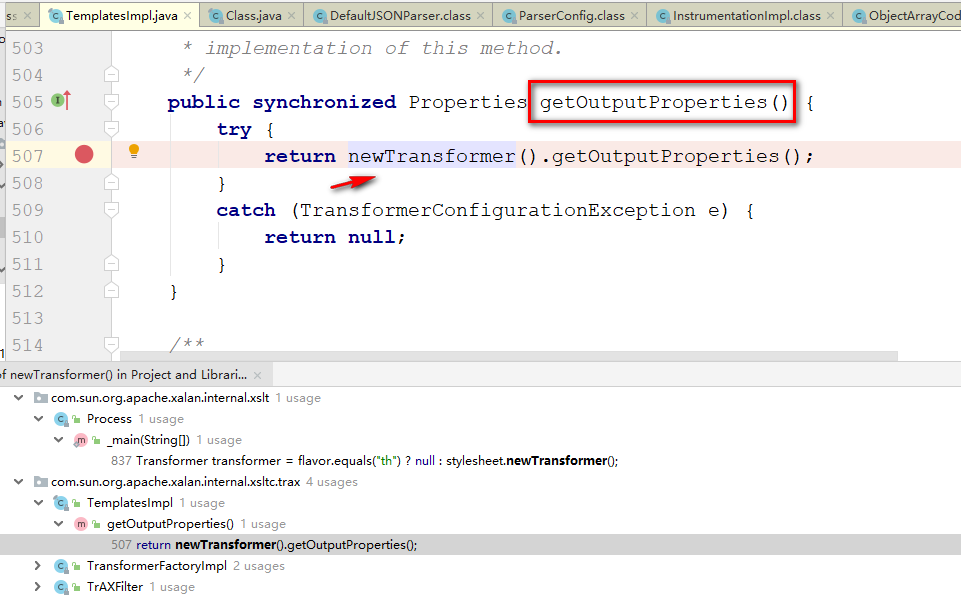 ss TemplatesImpl.java Class.java DefaultJSONParser.class ParserConfig.class InstrumentationImpl.class ObjectArrayCod
503 * implementation of this method.
504 */
505 public synchronized Properties getOutputProperties() {
506 try {
507 return newTransformer().getOutputProperties();
508 }
509 catch (TransformerConfigurationException e) {
510 return null;
511 }
512 }
513
514 /**
of newTransformer() in Project and Librari...
com.sun.org.apache.xalan.internal.xslt 1 usage
Process 1 usage
_main(String[]) 1 usage
837 Transformer transformer = flavor.equals("th") ? null : stylesheet.newTransformer();
com.sun.org.apache.xalan.internal.xsltc.trax 4 usages
TemplatesImpl 1 usage
getOutputProperties() 1 usage
507 return newTransformer().getOutputProperties();
TransformerFactoryImpl 2 usages
TrAXFilter 1 usage